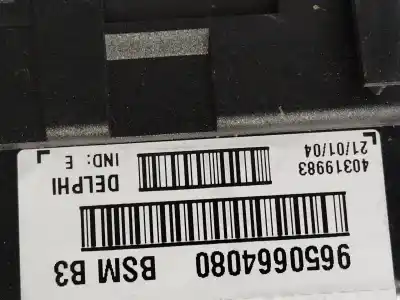 9650664080 BSM B3
40319983 DELPHI
21/01/04 IND: E